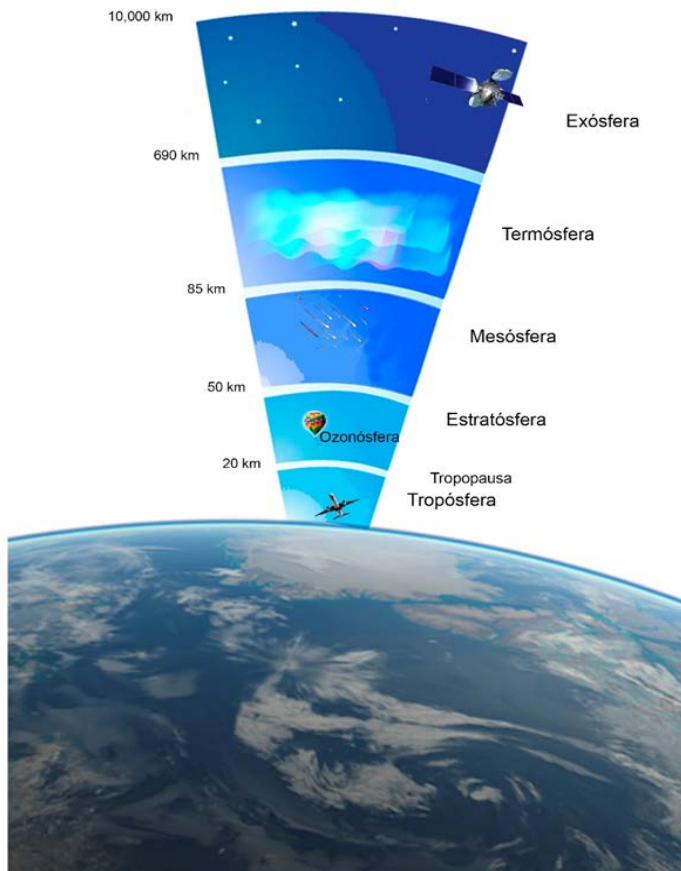 10,000 km
Exósfera
690 km
Termósfera
85 km
Mesósfera
50 km
Estratósfera
Ozonósfera
20 km
Tropopausa
Tropósfera